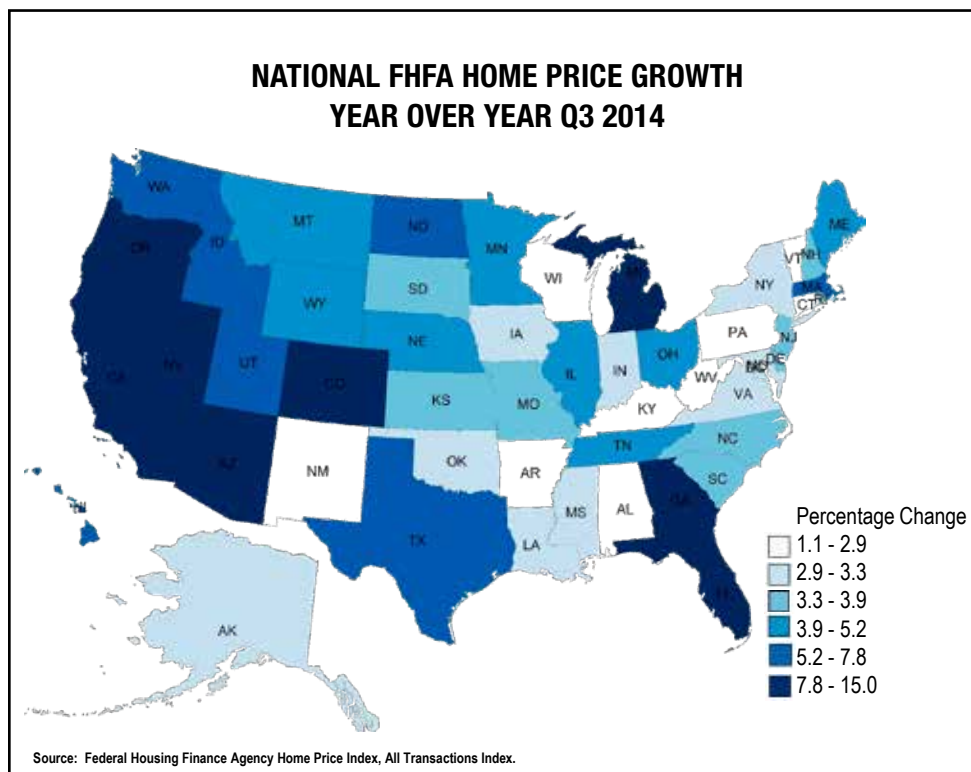 NATIONAL FHFA HOME PRICE GROWTH
YEAR OVER YEAR Q3 2014
WA
MT
ND
MN
ME
OR
ID
WI
MI
VT
NH
SD
WY
NY
MA
CT
IA
PA
NE
NJ
NV
UT
CO
IL
IN
OH
DE
CA
KS
MO
WV
VA
KY
NC
TN
AZ
NM
OK
AR
SC
MS
AL
GA
HI
TX
LA
FL
AK
Percentage Change
1.1 - 2.9
2.9 - 3.3
3.3 - 3.9
3.9 - 5.2
5.2 - 7.8
7.8 - 15.0
Source: Federal Housing Finance Agency Home Price Index, All Transactions Index.